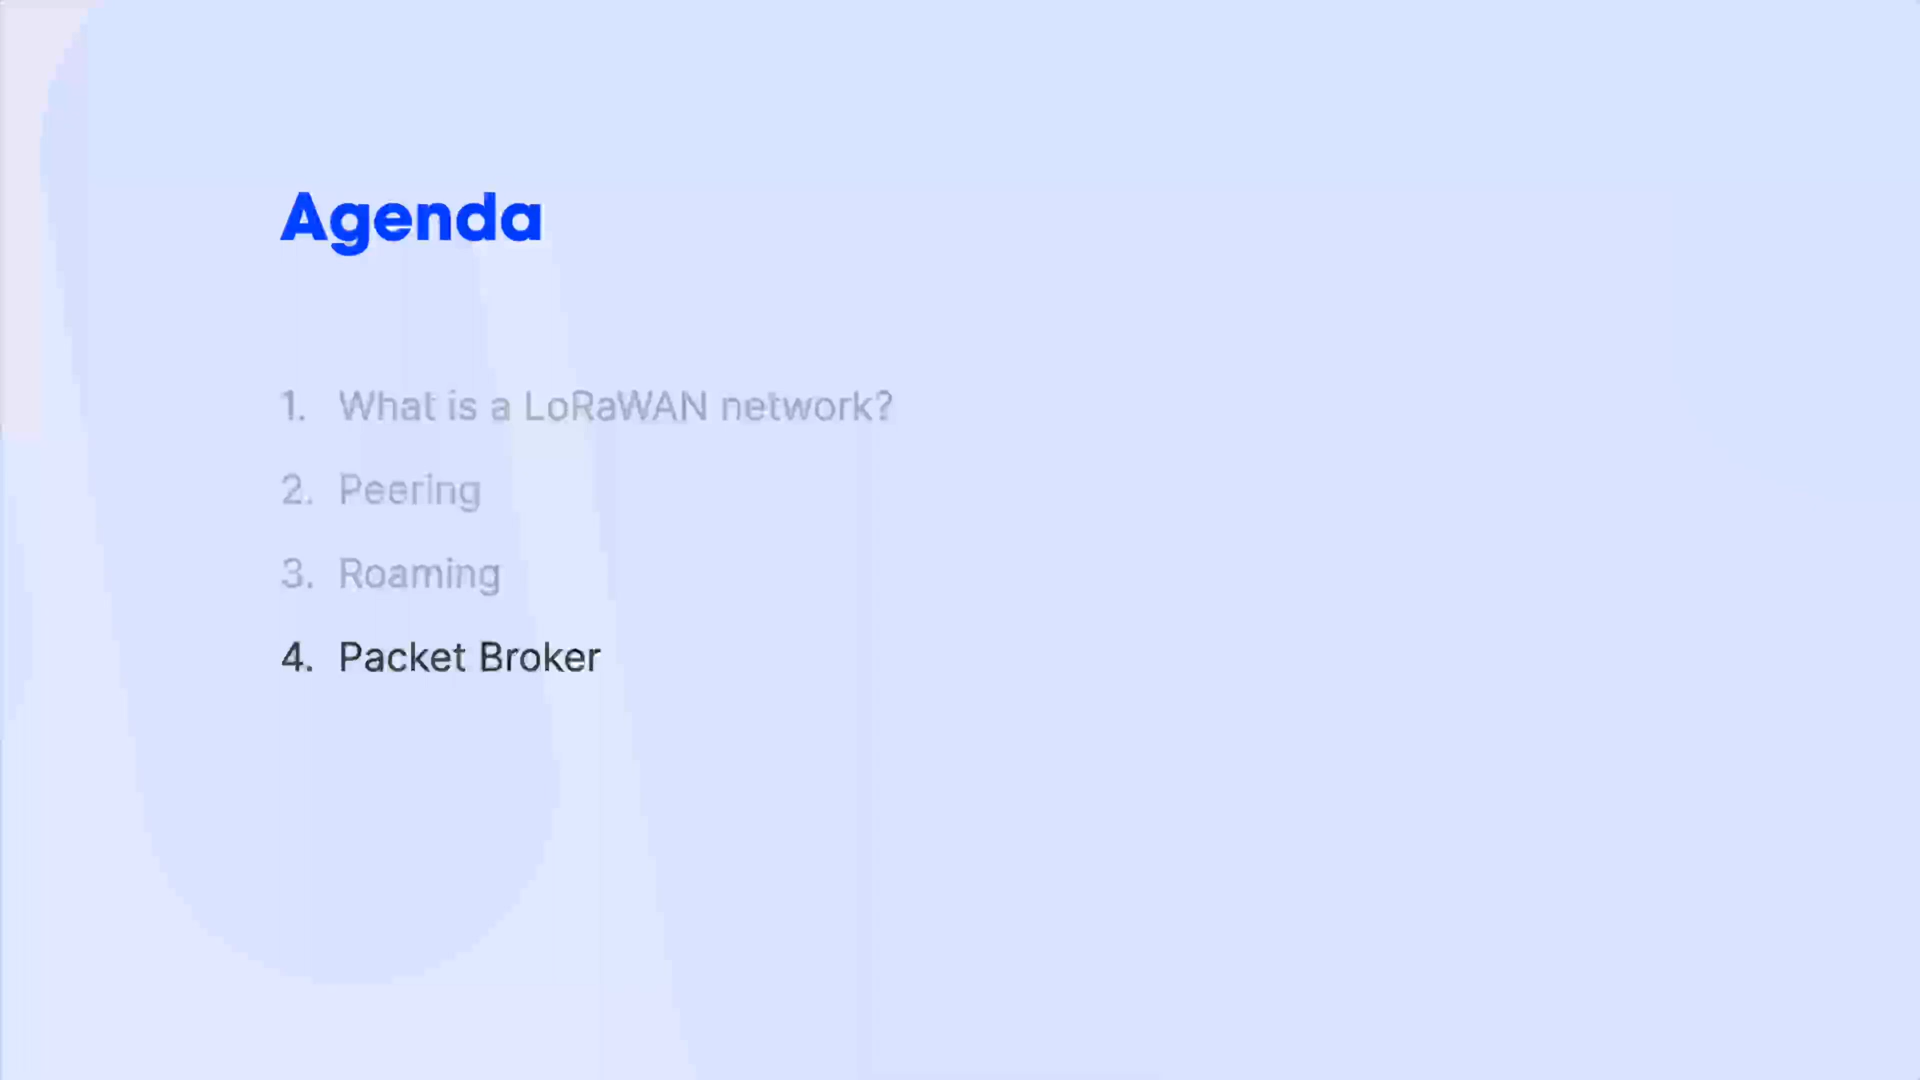 Agenda
1. What is a LoRaWAN network?
2. Peering
3. Roaming
4. Packet Broker